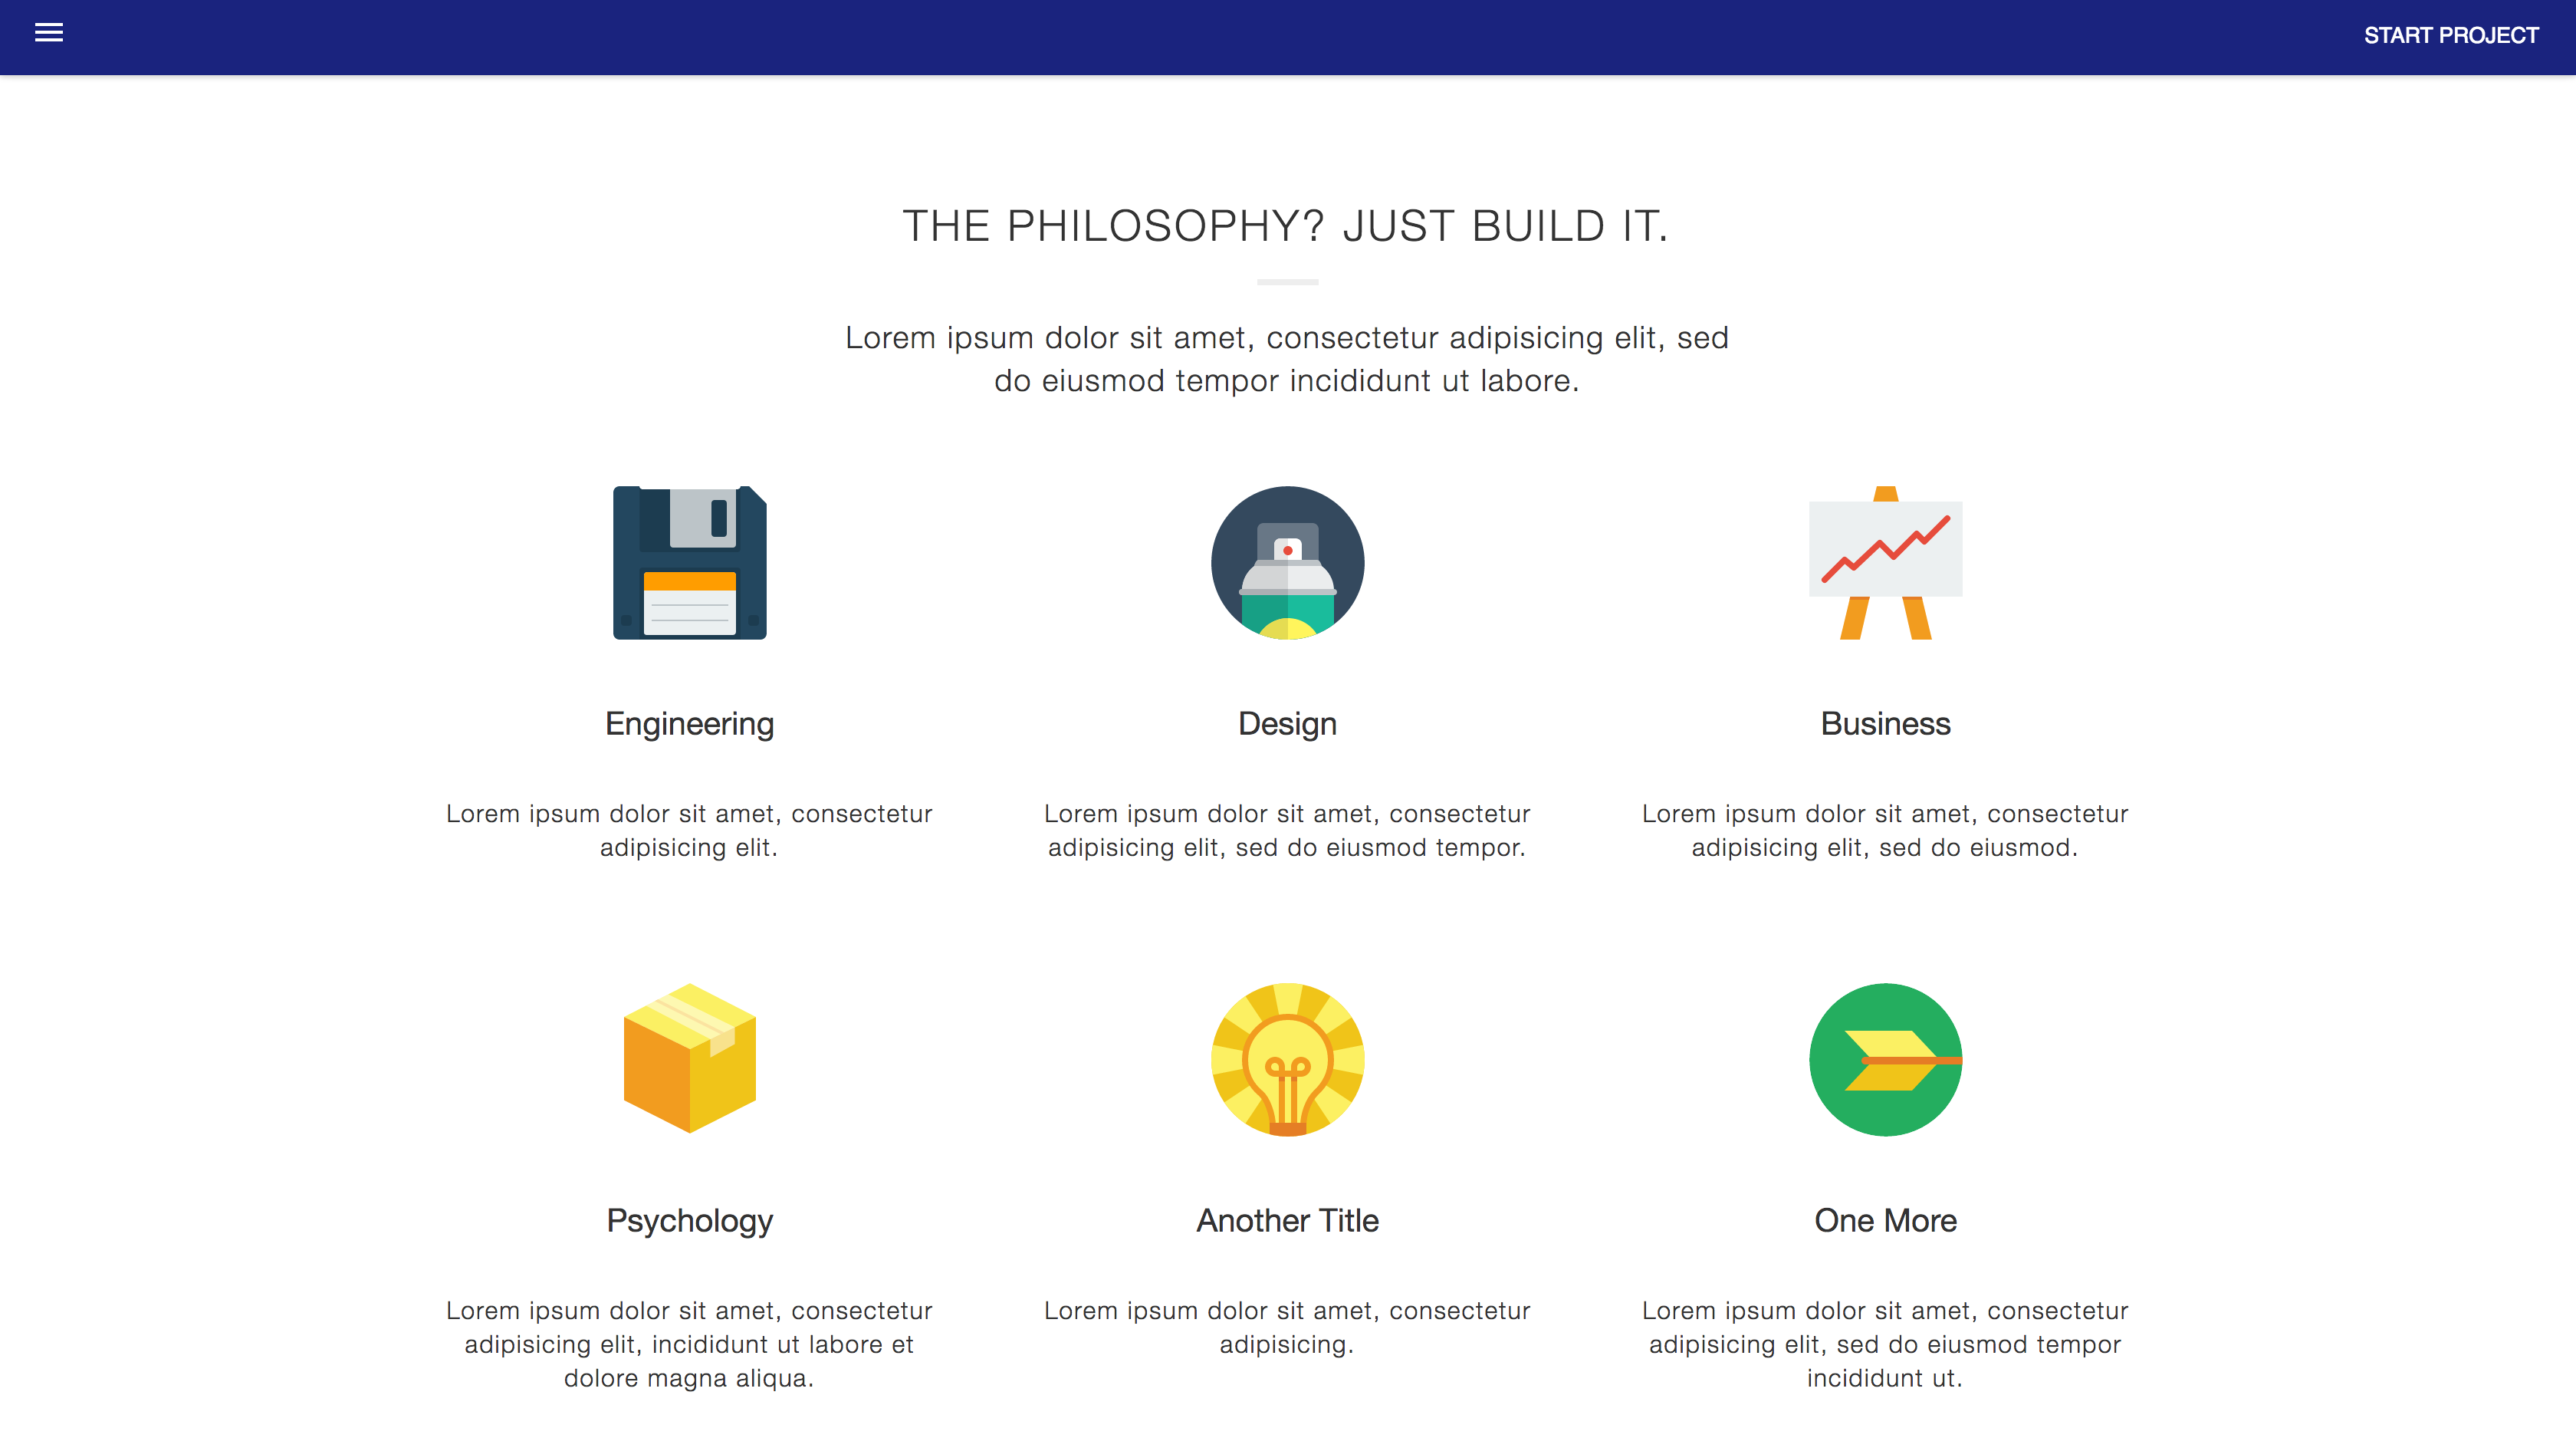 START PROJECT
THE PHILOSOPHY? JUST BUILD IT.
Lorem ipsum dolor sit amet, consectetur adipisicing elit, sed
do eiusmod tempor incididunt ut labore.
Engineering
Lorem ipsum dolor sit amet, consectetur
adipisicing elit.
Design
Lorem ipsum dolor sit amet, consectetur
adipisicing elit, sed do eiusmod tempor.
Business
Lorem ipsum dolor sit amet, consectetur
adipisicing elit, sed do eiusmod.
Psychology
Lorem ipsum dolor sit amet, consectetur
adipisicing elit, incididunt ut labore et
dolore magna aliqua.
Another Title
Lorem ipsum dolor sit amet, consectetur
adipisicing.
One More
Lorem ipsum dolor sit amet, consectetur
adipisicing elit, sed do eiusmod tempor
incididunt ut.